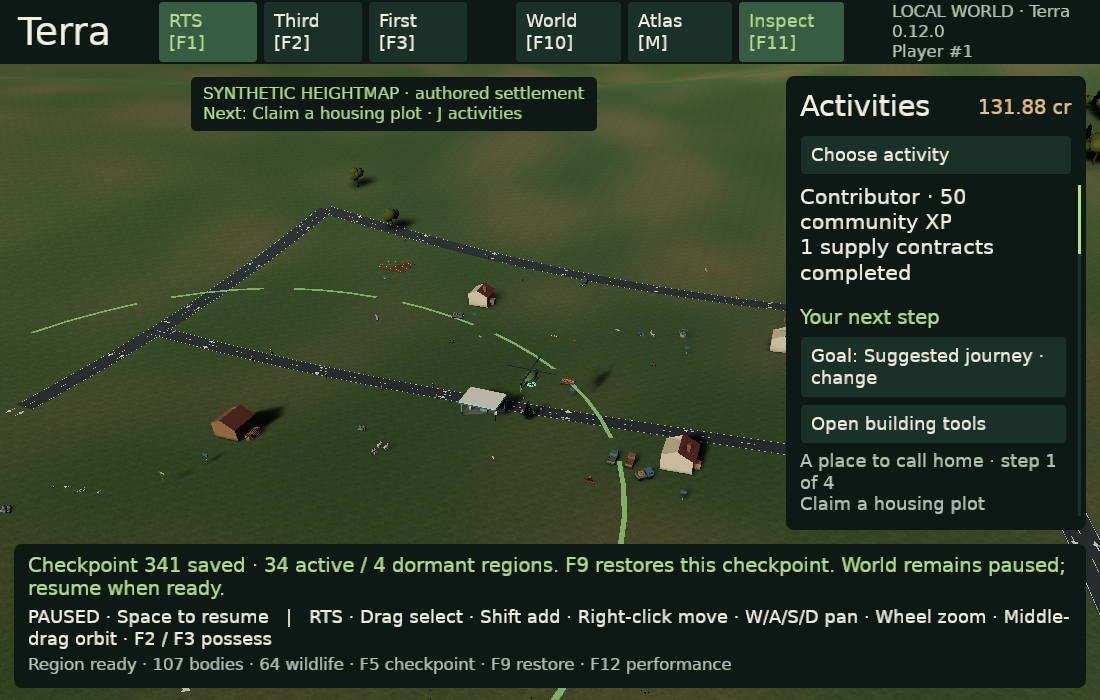 Terra
RTS
[F1]
Third
[F2]
First
[F3]
World
[F10]
Atlas
[M]
Inspect
[F11]
LOCAL WORLD · Terra
0.12.0
Player #1
SYNTHETIC HEIGHTMAP · authored settlement
Next: Claim a housing plot · J activities
Activities
131.88 cr
Choose activity
Contributor · 50
community XP
1 supply contracts
completed
Your next step
Goal: Suggested journey ·
change
Open building tools
A place to call home · step 1
of 4
Claim a housing plot
Checkpoint 341 saved · 34 active / 4 dormant regions. F9 restores this checkpoint. World remains paused;
resume when ready.
PAUSED · Space to resume | RTS · Drag select · Shift add · Right-click move · W/A/S/D pan · Wheel zoom · Middle-
drag orbit · F2 / F3 possess
Region ready · 107 bodies · 64 wildlife · F5 checkpoint · F9 restore · F12 performance